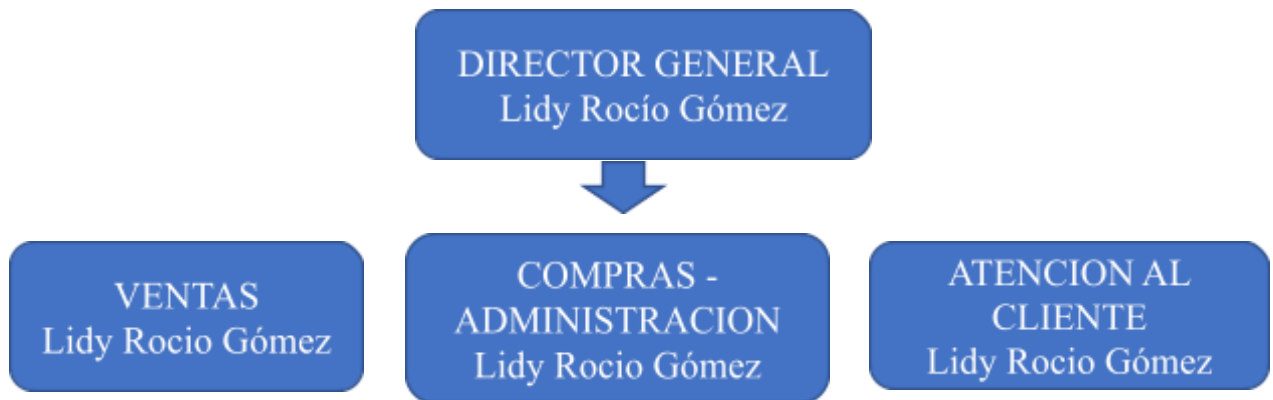 DIRECTOR GENERAL
Lidy Rocío Gómez
VENTAS
Lidy Rocio Gómez
COMPRAS -
ADMINISTRACION
Lidy Rocio Gómez
ATENCION AL
CLIENTE
Lidy Rocio Gómez